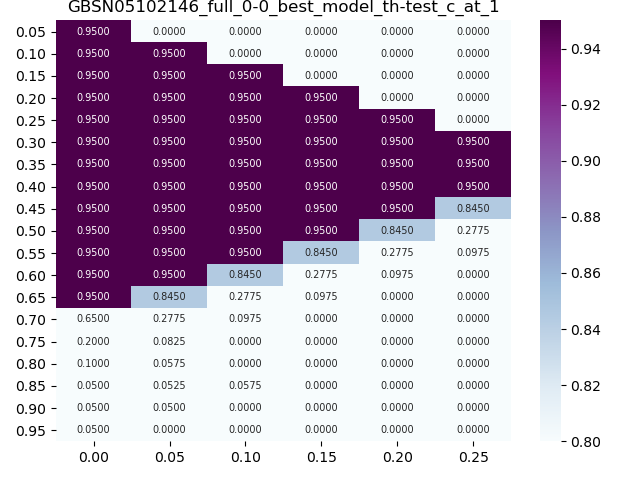 GBSN05102146_full_0-0_best_model_th-test_c_at_1
0.05 0.9500 0.0000 0.0000 0.0000 0.0000 0.0000
0.10 0.9500 0.9500 0.0000 0.0000 0.0000 0.0000
0.15 0.9500 0.9500 0.9500 0.0000 0.0000 0.0000
0.20 0.9500 0.9500 0.9500 0.9500 0.0000 0.0000
0.25 0.9500 0.9500 0.9500 0.9500 0.9500 0.0000
0.30 0.9500 0.9500 0.9500 0.9500 0.9500 0.9500
0.35 0.9500 0.9500 0.9500 0.9500 0.9500 0.9500
0.40 0.9500 0.9500 0.9500 0.9500 0.9500 0.9500
0.45 0.9500 0.9500 0.9500 0.9500 0.9500 0.8450
0.50 0.9500 0.9500 0.9500 0.9500 0.8450 0.2775
0.55 0.9500 0.9500 0.9500 0.8450 0.2775 0.0975
0.60 0.9500 0.9500 0.8450 0.2775 0.0975 0.0000
0.65 0.9500 0.8450 0.2775 0.0975 0.0000 0.0000
0.70 0.6500 0.2775 0.0975 0.0000 0.0000 0.0000
0.75 0.2000 0.0825 0.0000 0.0000 0.0000 0.0000
0.80 0.1000 0.0575 0.0000 0.0000 0.0000 0.0000
0.85 0.0500 0.0525 0.0575 0.0000 0.0000 0.0000
0.90 0.0500 0.0500 0.0000 0.0000 0.0000 0.0000
0.95 0.0500 0.0000 0.0000 0.0000 0.0000 0.0000
0.00 0.05 0.10 0.15 0.20 0.25
0.94
0.92
0.90
0.88
0.86
0.84
0.82
0.80